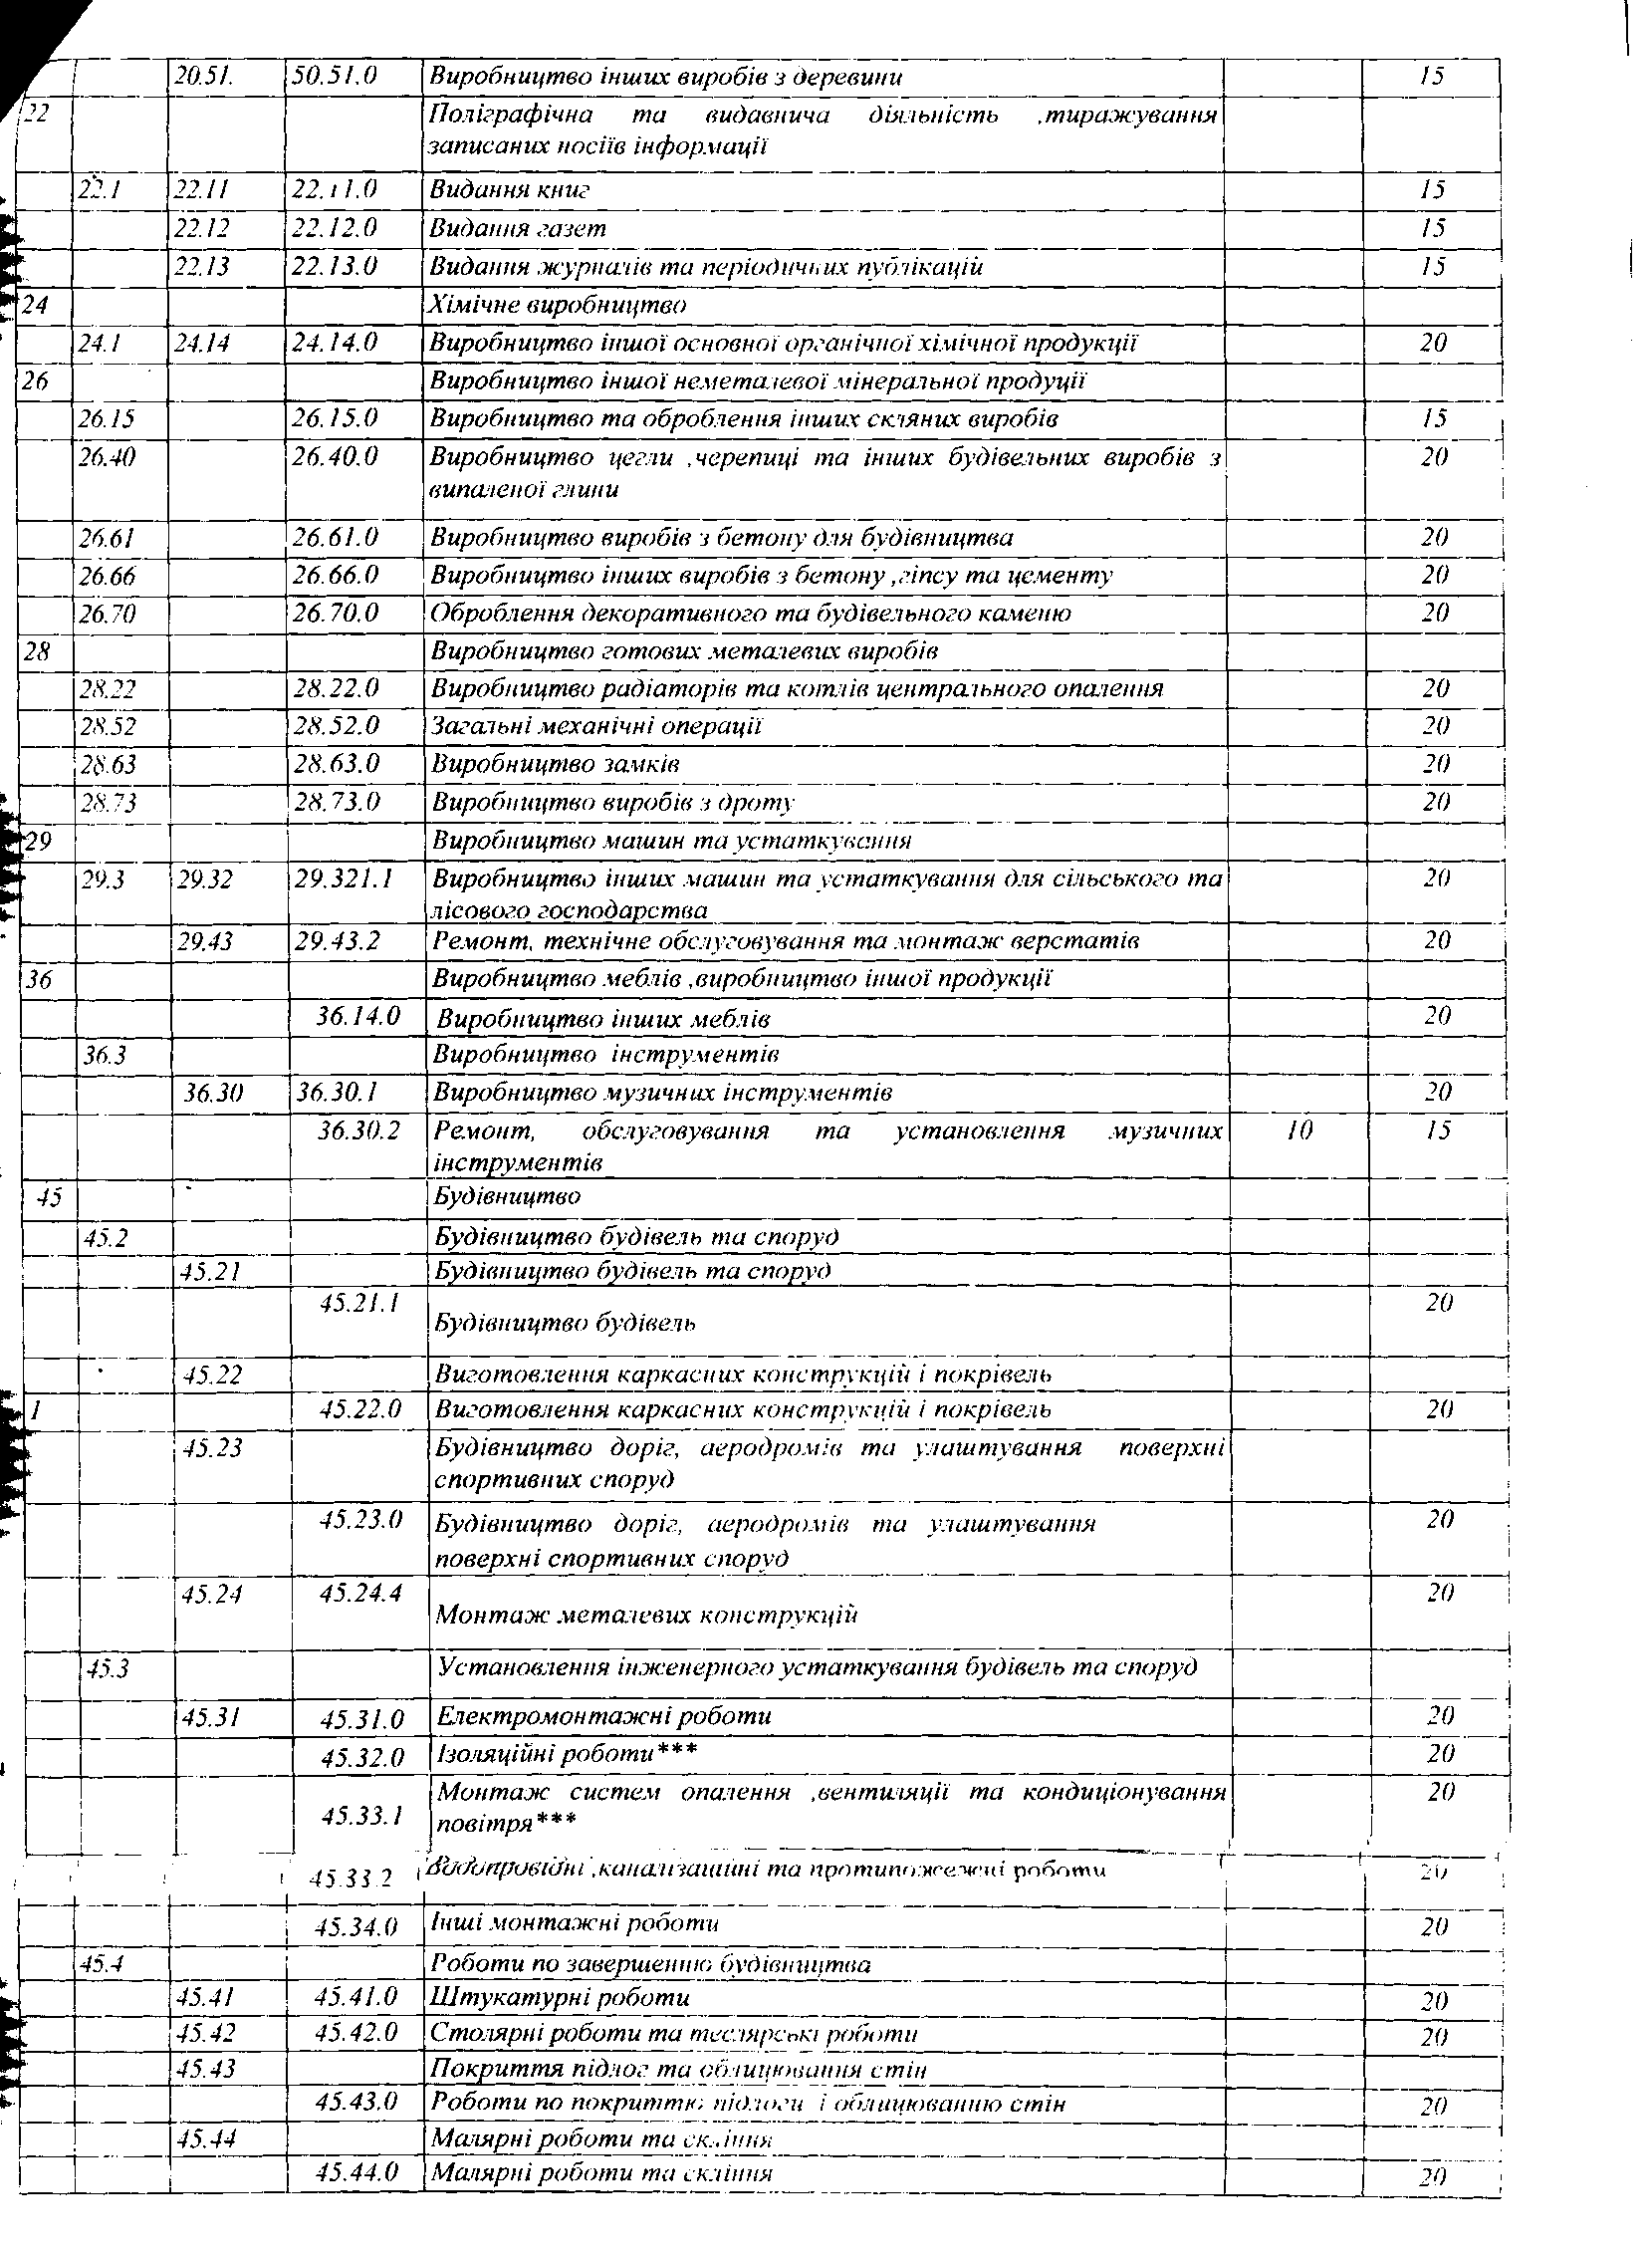 20.51. 50.51.0 Виробництво інших виробів з деревини 15
22 Поліграфічна та видавнича діяльність ,тиражування
записаних носіїв інформації
22.1 22.11 22.11.0 Видання книг 15
22.12 22.12.0 Видання газет 15
22.13 22.13.0 Видання журналів та періодичних публікацій 15
24 Хімічне виробництво
24.1 24.14 24.14.0 Виробництво іншої основної органічної хімічної продукції 20
26 Виробництво іншої неметалевої мінеральної продуції
26.15 26.15.0 Виробництво та оброблення інших скляних виробів 15
26.40 26.40.0 Виробництво цегли ,черепиці та інших будівельних виробів з 20
випаленої глини
26.61 26.61.0 Виробництво виробів з бетону для будівництва 20
26.66 26.66.0 Виробництво інших виробів з бетону ,гіпсу та цементу 20
26.70 26.70.0 Оброблення декоративного та будівельного каменю 20
28 Виробництво готових металевих виробів
28.22 28.22.0 Виробництво радіаторів та котлів центрального опалення 20
28.52 28.52.0 Загальні механічні операції 20
28.63 28.63.0 Виробництво замків 20
28.73 28.73.0 Виробництво виробів з дроту 20
29 Виробництво машин та устаткування
29.3 29.32 29.321.1 Виробництво інших машин та устаткування для сільського та 20
лісового господарства
29.43 29.43.2 Ремонт, технічне обслуговування та монтаж верстатів 20
36 Виробництво меблів ,виробництво іншої продукції
36.14.0 Виробництво інших меблів 20
36.3 Виробництво інструментів
36.30 36.30.1 Виробництво музичних інструментів 20
36.30.2 Ремонт, обслуговування та установлення музичних 10 15
інструментів
45 Будівництво
45.2 Будівництво будівель та споруд
45.21 Будівництво будівель та споруд
45.21.1 20
Будівництво будівель
45.22 Виготовлення каркасних конструкцій і покрівель
1 45.22.0 Виготовлення каркасних конструкцій і покрівель 20
45.23 Будівництво доріг, аеродромів та улаштування поверхні
спортивних споруд
45.23.0 Будівництво доріг, аеродромів та улаштування 20
поверхні спортивних споруд
45.24 45.24.4 20
Монтаж металевих конструкцій
45.3 Установлення інженерного устаткування будівель та споруд
45.31 45.31.0 Електромонтажні роботи 20
45.32.0 Ізоляційні роботи*** 20
Монтаж систем опалення ,вентиляції та кондиціонування 20
45.33.1 повітря***
45.33.2 Водопровідні ,каналізаційні та протипожежні роботи 20
45.34.0 Інші монтажні роботи 20
45.4 Роботи по завершенню будівництва
45.41 45.41.0 Штукатурні роботи 20
45.42 45.42.0 Столярні роботи та теслярські роботи 20
45.43 Покриття підлог та облицювання стін
45.43.0 Роботи по покриттю підлоги і облицюванню стін 20
45.44 Малярні роботи та скління
45.44.0 Малярні роботи та скління 20